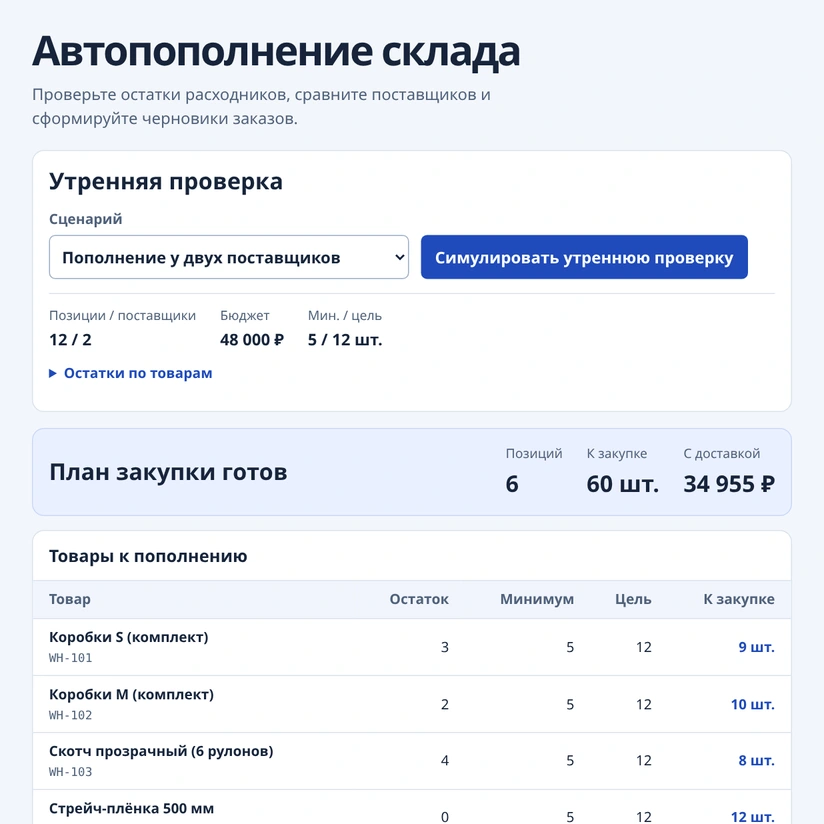 Автопополнение склада
Проверьте остатки расходников, сравните поставщиков и
сформируйте черновики заказов.
Утренняя проверка
Сценарий
Пополнение у двух поставщиков
Симулировать утреннюю проверку
Позиции / поставщики Бюджет Мин. / цель
12 / 2 48 000 ₽ 5 / 12 шт.
Остатки по товарам
План закупки готов
Позиций К закупке С доставкой
6 60 шт. 34 955 ₽
Товары к пополнению
Товар Остаток Минимум Цель К закупке
Коробки S (комплект)
WH-101
3 5 12 9 шт.
Коробки M (комплект)
WH-102
2 5 12 10 шт.
Скотч прозрачный (6 рулонов)
WH-103
4 5 12 8 шт.
Стрейч-плёнка 500 мм
0 5 12 12 шт.